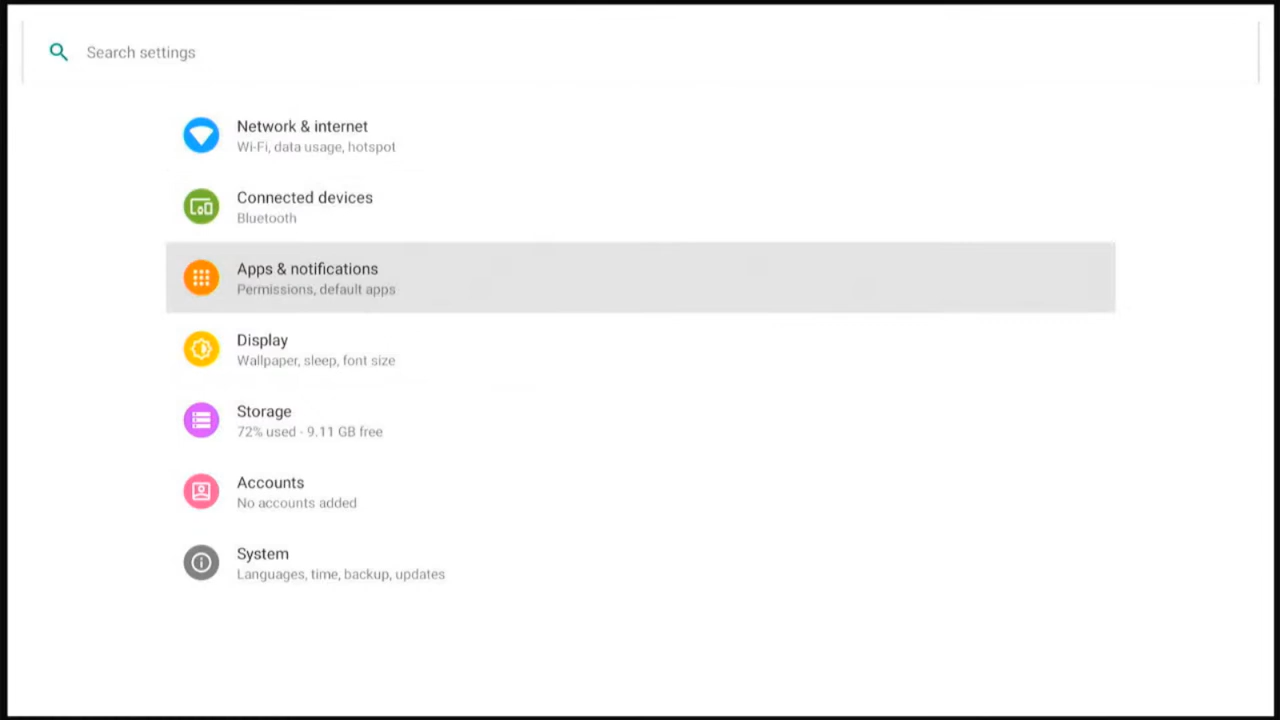 Search settings
Network & internet
Wi-Fi, data usage, hotspot
Connected devices
Bluetooth
Apps & notifications
Permissions, default apps
Display
Wallpaper, sleep, font size
Storage
72% used · 9.11 GB free
Accounts
No accounts added
System
Languages, time, backup, updates